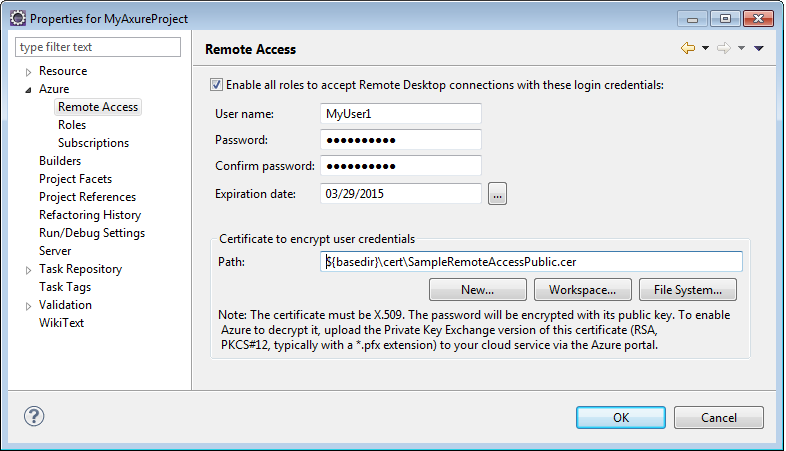 Properties for MyAxureProject
type filter text
Resource
Azure
Remote Access
Roles
Subscriptions
Builders
Project Facets
Project References
Refactoring History
Run/Debug Settings
Server
Task Repository
Task Tags
Validation
WikiText
Remote Access
Enable all roles to accept Remote Desktop connections with these login credentials:
User name: MyUser1
Password: ●●●●●●●●●●
Confirm password: ●●●●●●●●●●
Expiration date: 03/29/2015 ...
Certificate to encrypt user credentials
Path: ${basedir}\cert\SampleRemoteAccessPublic.cer
New... Workspace... File System...
Note: The certificate must be X.509. The password will be encrypted with its public key. To enable
Azure to decrypt it, upload the Private Key Exchange version of this certificate (RSA,
PKCS#12, typically with a *.pfx extension) to your cloud service via the Azure portal.
? OK Cancel